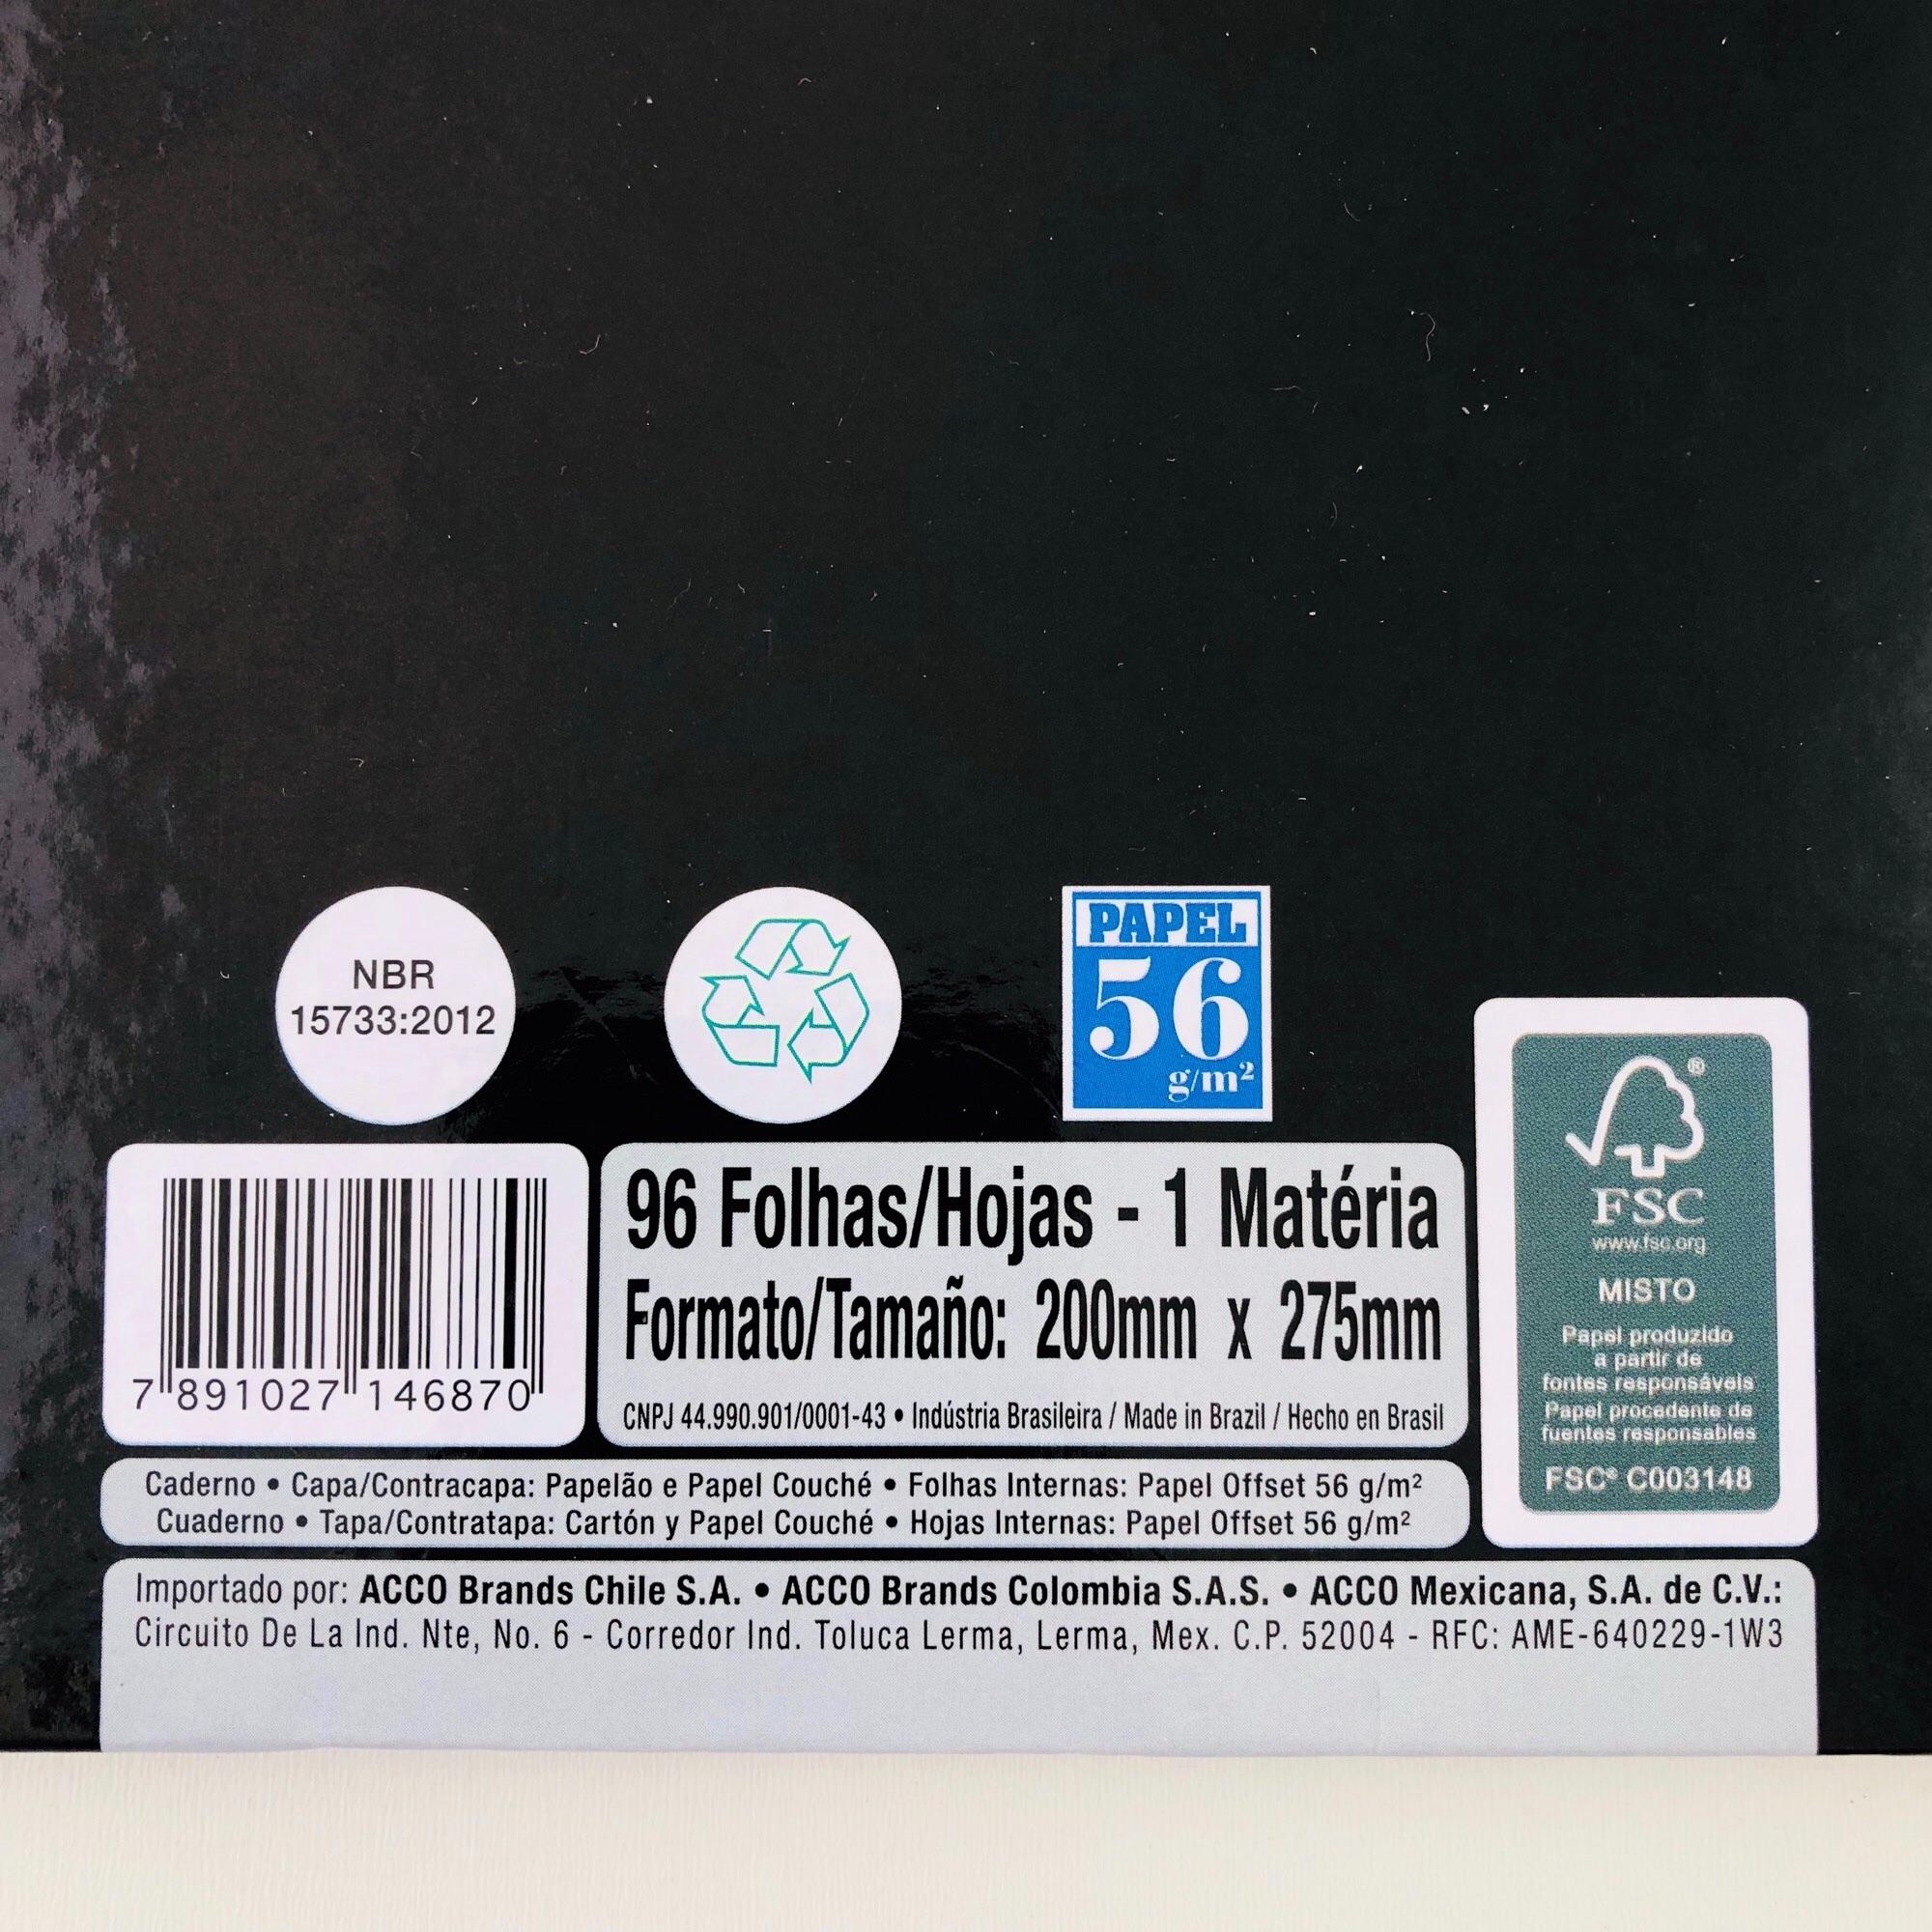 NBR
15733:2012
PAPEL
56
g/m²
7 891027 146870
96 Folhas/Hojas - 1 Matéria
Formato/Tamaño: 200mm x 275mm
CNPJ 44.990.901/0001-43 • Indústria Brasileira / Made in Brazil / Hecho en Brasil
®
FSC
www.fsc.org
MISTO
Papel produzido
a partir de
fontes responsáveis
Papel procedente de
fuentes responsables
FSC® C003148
Caderno • Capa/Contracapa: Papelão e Papel Couché • Folhas Internas: Papel Offset 56 g/m²
Cuaderno • Tapa/Contratapa: Cartón y Papel Couché • Hojas Internas: Papel Offset 56 g/m²
Importado por: ACCO Brands Chile S.A. • ACCO Brands Colombia S.A.S. • ACCO Mexicana, S.A. de C.V.:
Circuito De La Ind. Nte, No. 6 - Corredor Ind. Toluca Lerma, Lerma, Mex. C.P. 52004 - RFC: AME-640229-1W3